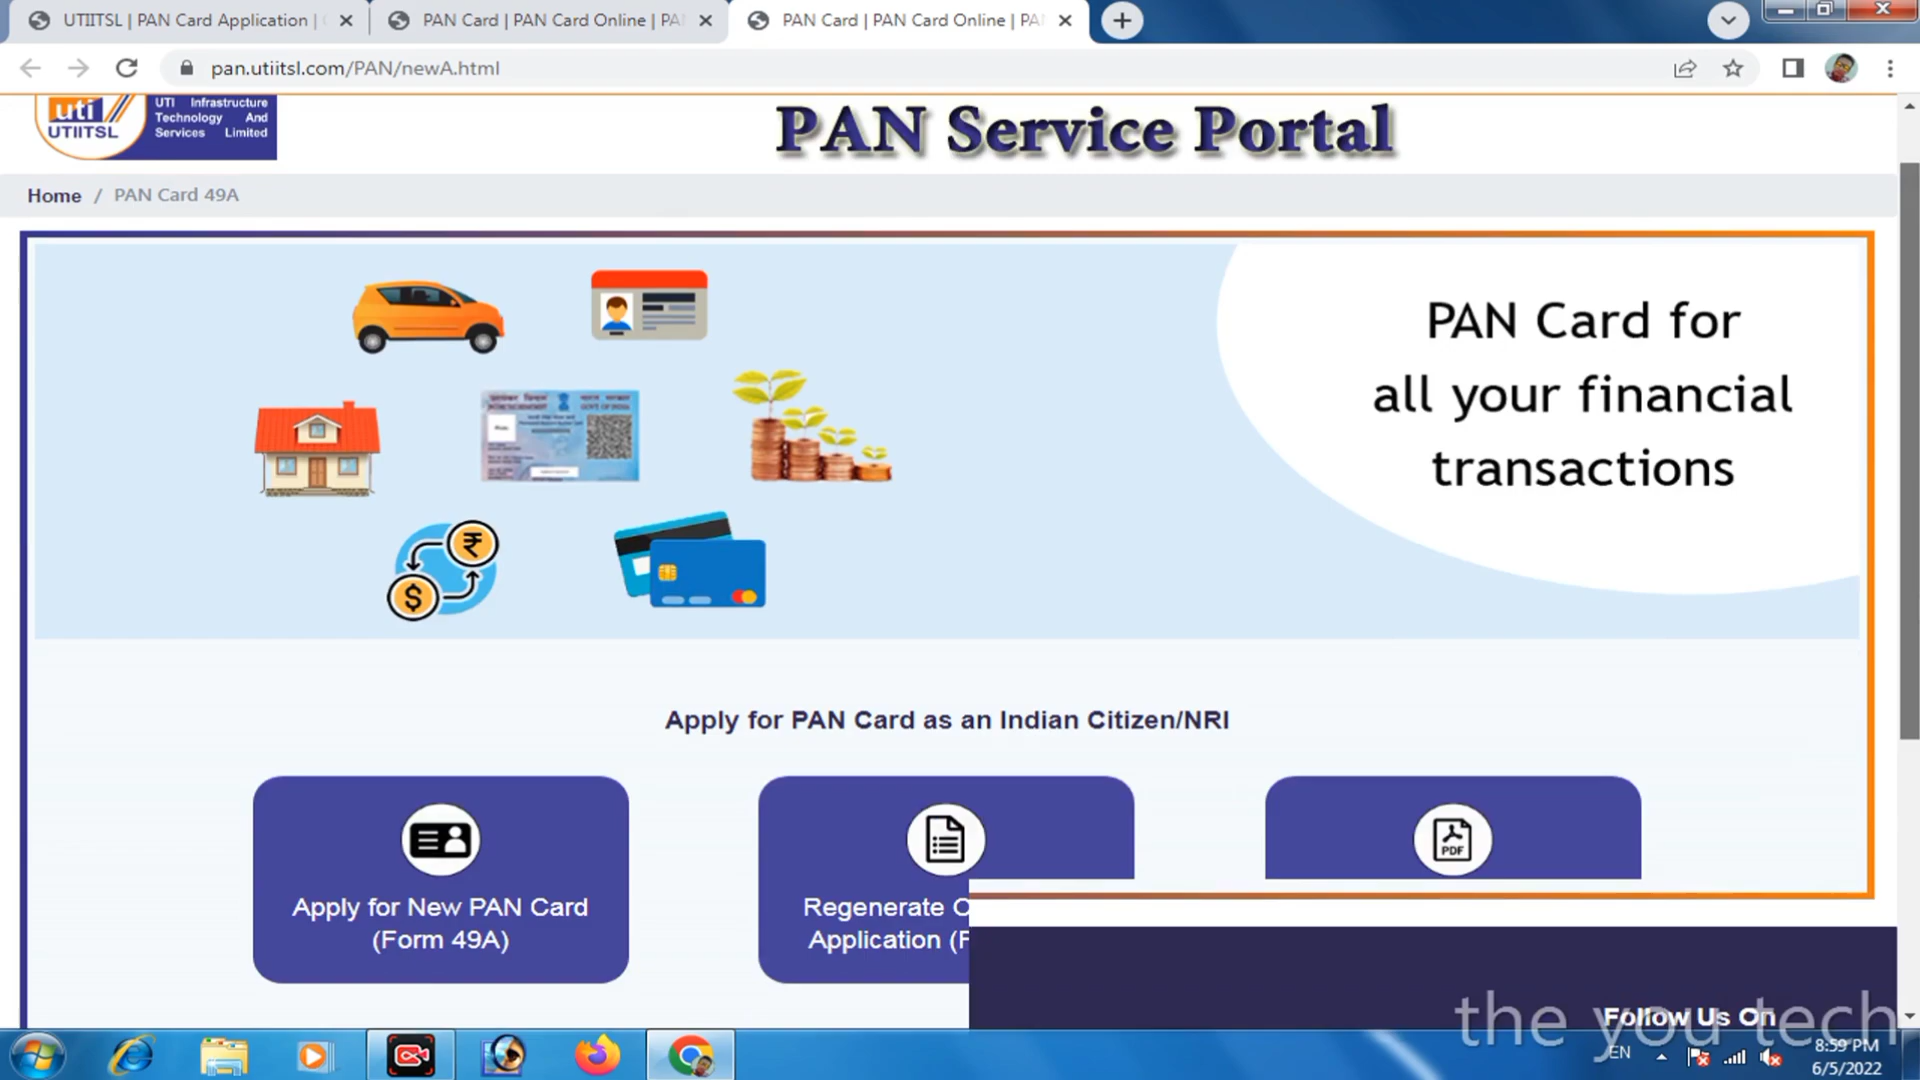 UTIITSL | PAN Card Application |
PAN Card | PAN Card Online | PA
PAN Card | PAN Card Online | PA
pan.utiitsl.com/PAN/newA.html
uti
UTIITSL
UTI Infrastructure
Technology And
Services Limited
PAN Service Portal
Home / PAN Card 49A
PAN Card for
all your financial
transactions
Apply for PAN Card as an Indian Citizen/NRI
Apply for New PAN Card
(Form 49A)
Regenerate
Application
PDF
Follow Us On
the you tech
EN
8:59 PM
6/5/2022